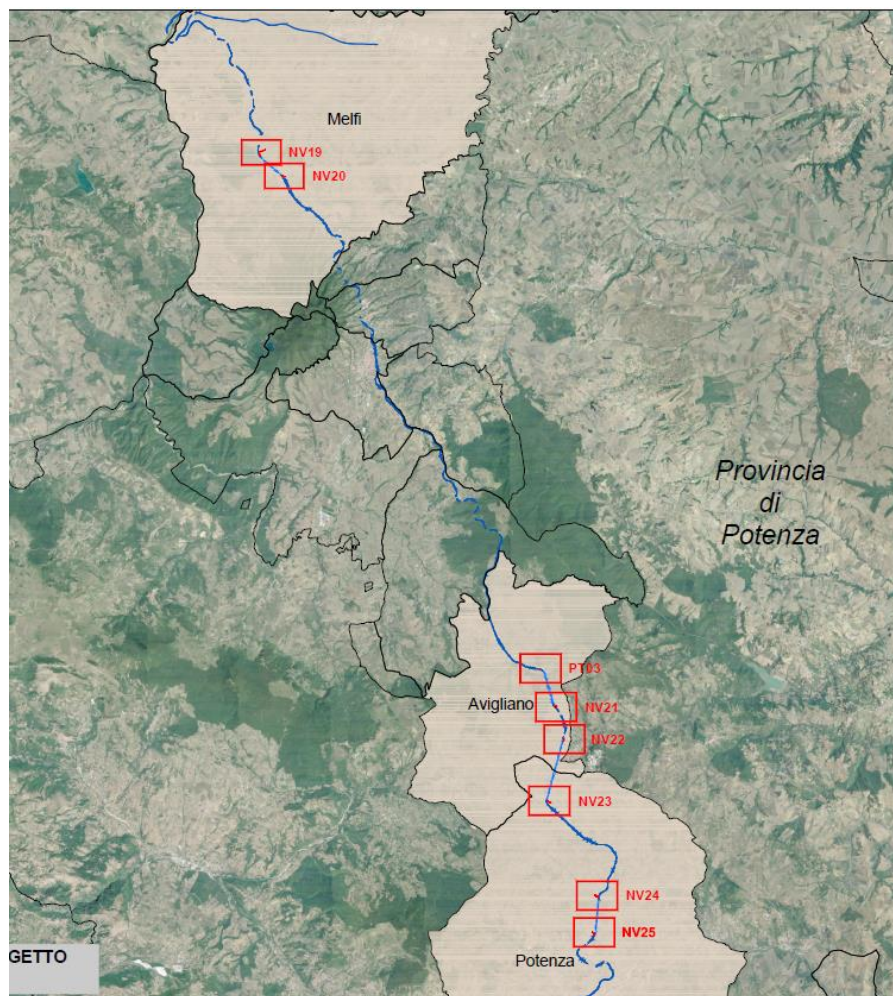 Melfi
NV19
NV20
Provincia
di
Potenza
PT03
Avigliano
NV21
NV22
NV23
NV24
NV25
Potenza
GETTO